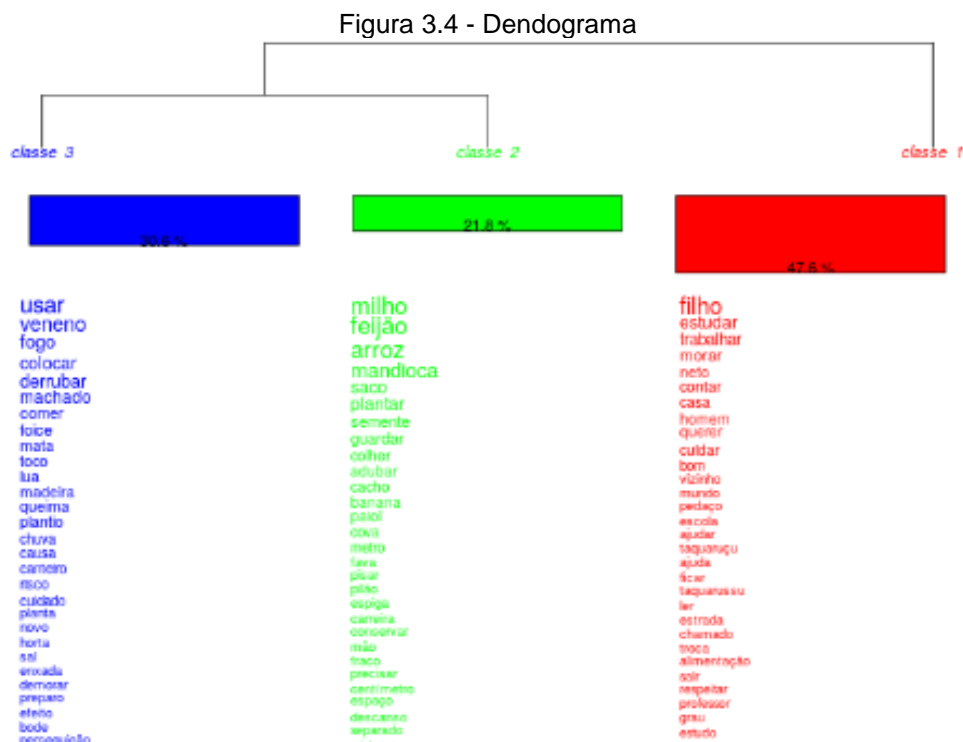 Figura 3.4 - Dendograma
classe 3
classe 2
classe 1
30.6 %
21.8 %
47.6 %
usar
veneno
fogo
colocar
derrubar
machado
comer
foice
mata
toco
lua
madeira
queima
plantio
chuva
causa
carneiro
risco
cuidado
planta
novo
horta
sal
enxada
demorar
preparo
efeito
bode
perseguição
milho
feijão
arroz
mandioca
saco
plantar
semente
guardar
colher
adubar
cacho
banana
paiol
cova
metro
fava
pisar
pilão
espiga
carreira
conservar
mão
fraco
precisar
centímetro
espaço
descanso
separado
filho
estudar
trabalhar
morar
neto
contar
casa
homem
querer
cuidar
bom
vizinho
mundo
pedaço
escola
ajudar
taquaruçu
ajuda
ficar
taquarussu
ler
estrada
chamado
troca
alimentação
sair
respeitar
professor
grau
estudo